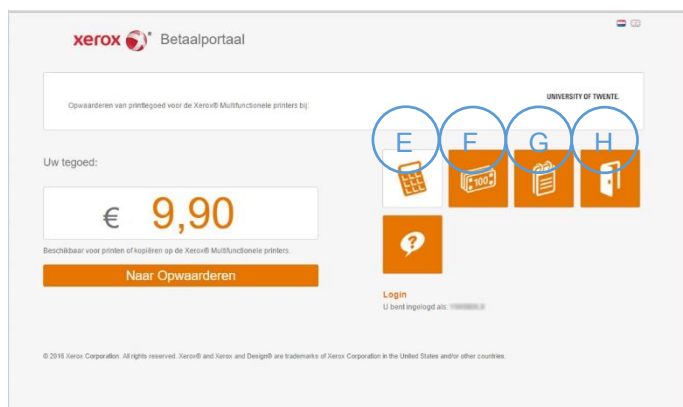 xerox Betaalportaal
Opwaarderen van printtegoed voor de Xerox® Multifunctionele printers bij:
UNIVERSITY OF TWENTE.
E F G H
Uw tegoed:
100
€ 9,90
?
Beschikbaar voor printen of kopiëren op de Xerox® Multifunctionele printers.
Naar Opwaarderen
Login
U bent ingelogd als:
© 2016 Xerox Corporation. All rights reserved. Xerox® and Xerox and Design® are trademarks of Xerox Corporation in the United States and/or other countries.